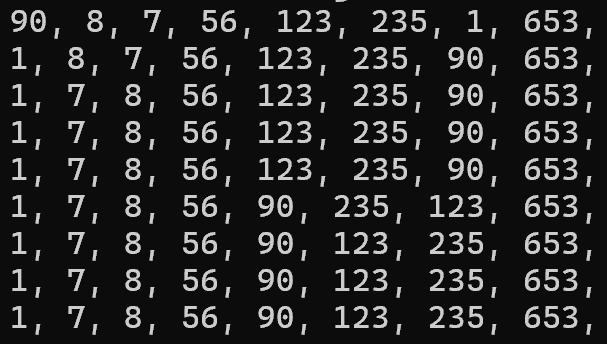 90, 8, 7, 56, 123, 235, 1, 653,
1, 8, 7, 56, 123, 235, 90, 653,
1, 7, 8, 56, 123, 235, 90, 653,
1, 7, 8, 56, 123, 235, 90, 653,
1, 7, 8, 56, 123, 235, 90, 653,
1, 7, 8, 56, 90, 235, 123, 653,
1, 7, 8, 56, 90, 123, 235, 653,
1, 7, 8, 56, 90, 123, 235, 653,
1, 7, 8, 56, 90, 123, 235, 653,